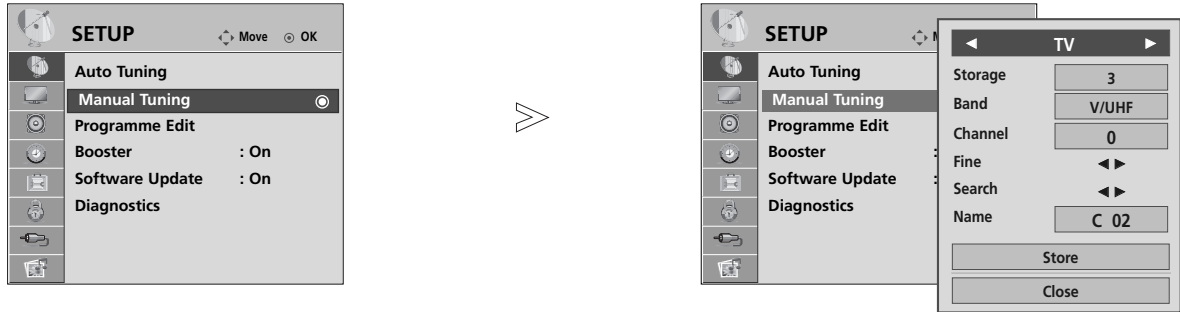 SETUP Move OK
Auto Tuning
Manual Tuning
Programme Edit
Booster : On
Software Update : On
Diagnostics
SETUP
Auto Tuning
Manual Tuning
Programme Edit
Booster :
Software Update :
Diagnostics
◄ TV ►
Storage 3
Band V/UHF
Channel 0
Fine ◄ ►
Search ◄ ►
Name C 02
Store
Close